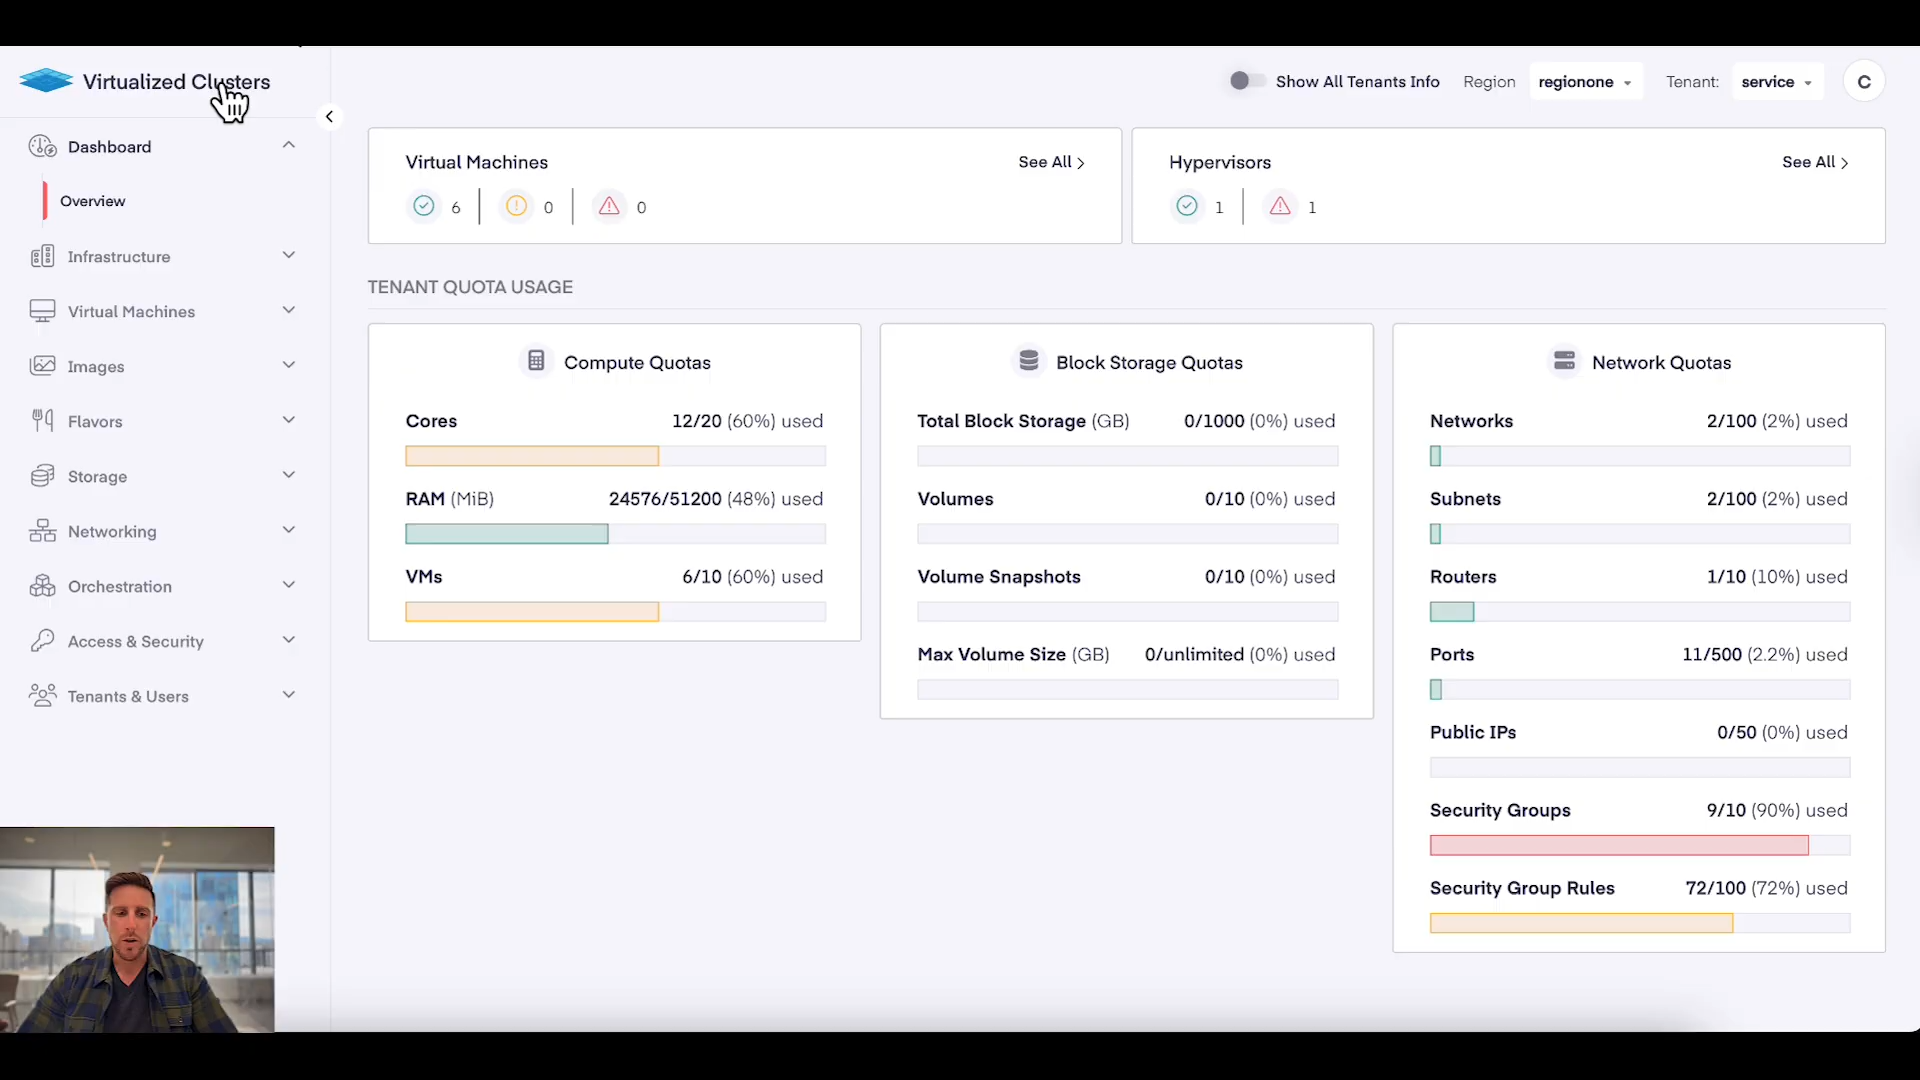 Virtualized Clusters
Show All Tenants Info
Region
regionone
Tenant:
service
C
Dashboard
Overview
Infrastructure
Virtual Machines
Images
Flavors
Storage
Networking
Orchestration
Access & Security
Tenants & Users
Virtual Machines
See All
6
0
0
Hypervisors
See All
1
1
TENANT QUOTA USAGE
Compute Quotas
Cores 12/20 (60%) used
RAM (MiB) 24576/51200 (48%) used
VMs 6/10 (60%) used
Block Storage Quotas
Total Block Storage (GB) 0/1000 (0%) used
Volumes 0/10 (0%) used
Volume Snapshots 0/10 (0%) used
Max Volume Size (GB) 0/unlimited (0%) used
Network Quotas
Networks 2/100 (2%) used
Subnets 2/100 (2%) used
Routers 1/10 (10%) used
Ports 11/500 (2.2%) used
Public IPs 0/50 (0%) used
Security Groups 9/10 (90%) used
Security Group Rules 72/100 (72%) used